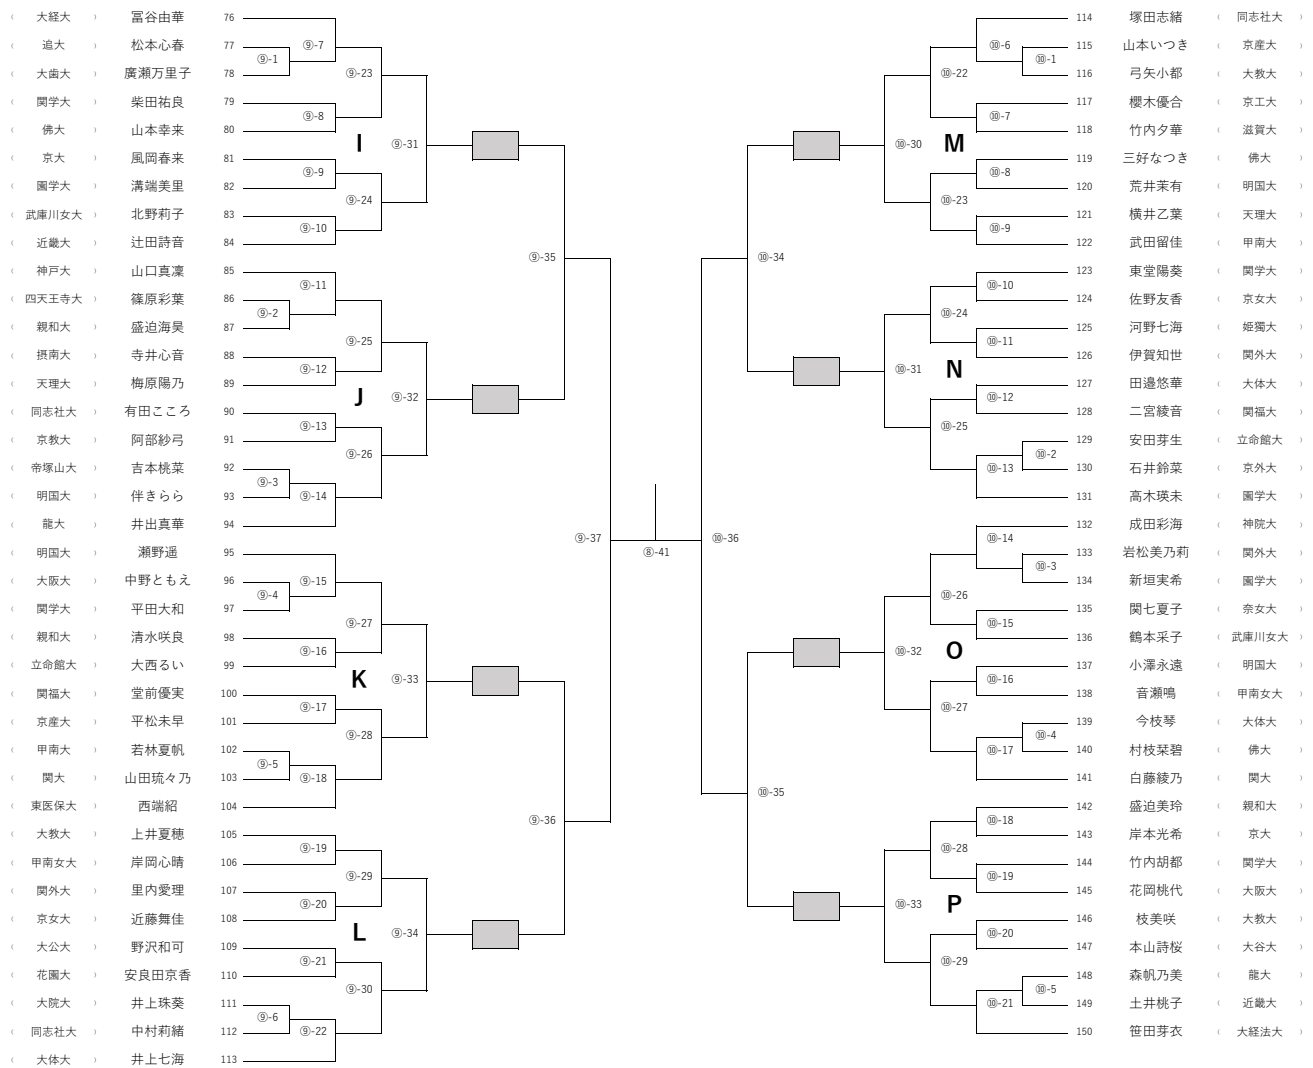 （ 大経大 ） 冨谷由華 76
（ 追大 ） 松本心春 77
（ 大歯大 ） 廣瀬万里子 78
（ 関学大 ） 柴田祐良 79
（ 佛大 ） 山本幸来 80
（ 京大 ） 風岡春来 81
（ 園学大 ） 溝端美里 82
（ 武庫川女大 ） 北野莉子 83
（ 近畿大 ） 辻田詩音 84
（ 神戸大 ） 山口真凜 85
（ 四天王寺大 ） 篠原彩葉 86
（ 親和大 ） 盛迫海昊 87
（ 摂南大 ） 寺井心音 88
（ 天理大 ） 梅原陽乃 89
（ 同志社大 ） 有田こころ 90
（ 京教大 ） 阿部紗弓 91
（ 帝塚山大 ） 吉本桃菜 92
（ 明国大 ） 伴きらら 93
（ 龍大 ） 井出真華 94
（ 明国大 ） 瀬野遥 95
（ 大阪大 ） 中野ともえ 96
（ 関学大 ） 平田大和 97
（ 親和大 ） 清水咲良 98
（ 立命館大 ） 大西るい 99
（ 関福大 ） 堂前優実 100
（ 京産大 ） 平松未早 101
（ 甲南大 ） 若林夏帆 102
（ 関大 ） 山田琉々乃 103
（ 東医保大 ） 西端紹 104
（ 大教大 ） 上井夏穂 105
（ 甲南女大 ） 岸岡心晴 106
（ 関外大 ） 里内愛理 107
（ 京女大 ） 近藤舞佳 108
（ 大公大 ） 野沢和可 109
（ 花園大 ） 安良田京香 110
（ 大院大 ） 井上珠葵 111
（ 同志社大 ） 中村莉緒 112
（ 大体大 ） 井上七海 113
⑨-1
⑨-2
⑨-3
⑨-4
⑨-5
⑨-6
⑨-7
⑨-8
⑨-9
⑨-10
⑨-11
⑨-12
⑨-13
⑨-14
⑨-15
⑨-16
⑨-17
⑨-18
⑨-19
⑨-20
⑨-21
⑨-22
⑨-23
⑨-24
⑨-25
⑨-26
⑨-27
⑨-28
⑨-29
⑨-30
I
J
K
L
⑨-31
⑨-32
⑨-33
⑨-34
⑨-35
⑨-36
⑨-37
⑧-41
⑩-36
⑩-34
⑩-35
⑩-30
⑩-31
⑩-32
⑩-33
M
N
O
P
⑩-22
⑩-23
⑩-24
⑩-25
⑩-26
⑩-27
⑩-28
⑩-29
⑩-6
⑩-7
⑩-8
⑩-9
⑩-10
⑩-11
⑩-12
⑩-13
⑩-14
⑩-15
⑩-16
⑩-17
⑩-18
⑩-19
⑩-20
⑩-21
⑩-1
⑩-2
⑩-3
⑩-4
⑩-5
114 塚田志緒 （ 同志社大 ）
115 山本いつき （ 京産大 ）
116 弓矢小都 （ 大教大 ）
117 櫻木優合 （ 京工大 ）
118 竹内夕華 （ 滋賀大 ）
119 三好なつき （ 佛大 ）
120 荒井茉有 （ 明国大 ）
121 横井乙葉 （ 天理大 ）
122 武田留佳 （ 甲南大 ）
123 東堂陽葵 （ 関学大 ）
124 佐野友香 （ 京女大 ）
125 河野七海 （ 姫獨大 ）
126 伊賀知世 （ 関外大 ）
127 田邉悠華 （ 大体大 ）
128 二宮綾音 （ 関福大 ）
129 安田芽生 （ 立命館大 ）
130 石井鈴菜 （ 京外大 ）
131 高木瑛未 （ 園学大 ）
132 成田彩海 （ 神院大 ）
133 岩松美乃莉 （ 関外大 ）
134 新垣実希 （ 園学大 ）
135 関七夏子 （ 奈女大 ）
136 鶴本采子 （ 武庫川女大 ）
137 小澤永遠 （ 明国大 ）
138 音瀬鳴 （ 甲南女大 ）
139 今枝琴 （ 大体大 ）
140 村枝栞碧 （ 佛大 ）
141 白藤綾乃 （ 関大 ）
142 盛迫美玲 （ 親和大 ）
143 岸本光希 （ 京大 ）
144 竹内胡都 （ 関学大 ）
145 花岡桃代 （ 大阪大 ）
146 枝美咲 （ 大教大 ）
147 本山詩桜 （ 大谷大 ）
148 森帆乃美 （ 龍大 ）
149 土井桃子 （ 近畿大 ）
150 笹田芽衣 （ 大経法大 ）